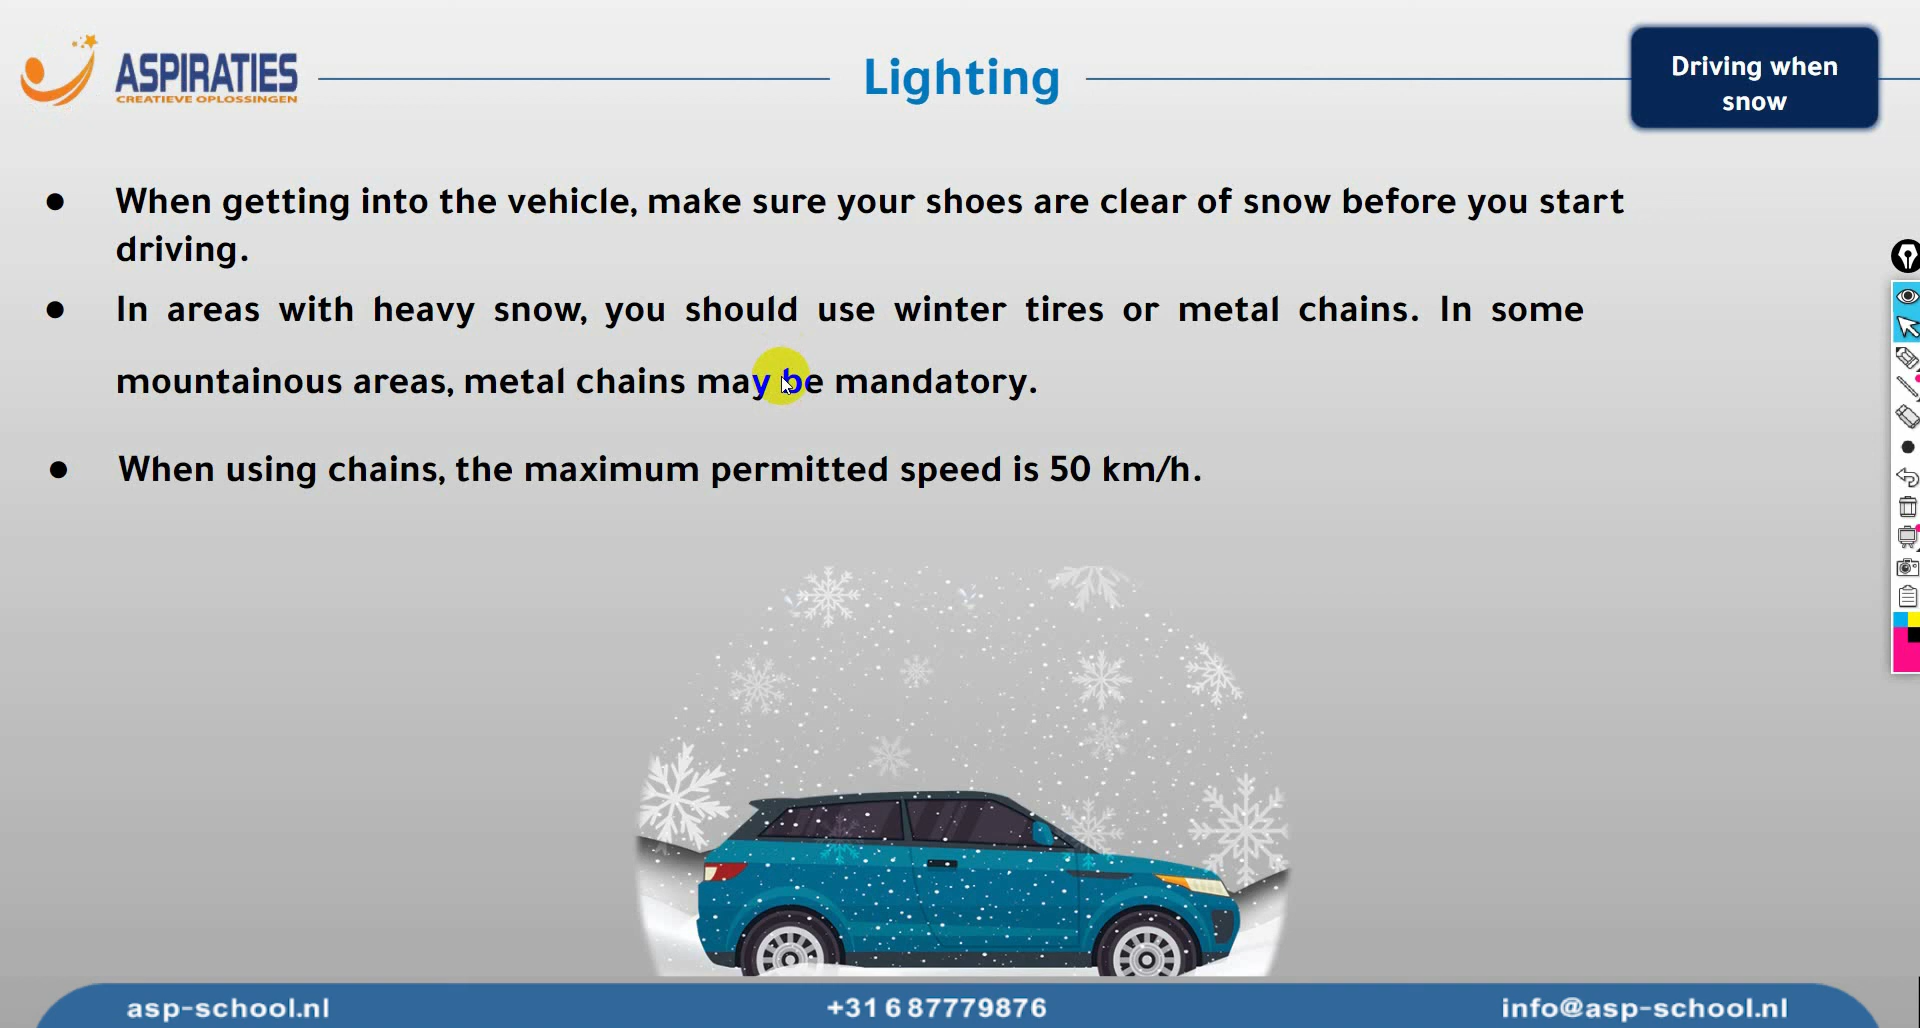 ASPIRATIES
CREATIEVE OPLOSSINGEN
Lighting
Driving when
snow
● When getting into the vehicle, make sure your shoes are clear of snow before you start
driving.
● In areas with heavy snow, you should use winter tires or metal chains. In some
mountainous areas, metal chains may be mandatory.
● When using chains, the maximum permitted speed is 50 km/h.
asp-school.nl
+31 6 87779876
info@asp-school.nl